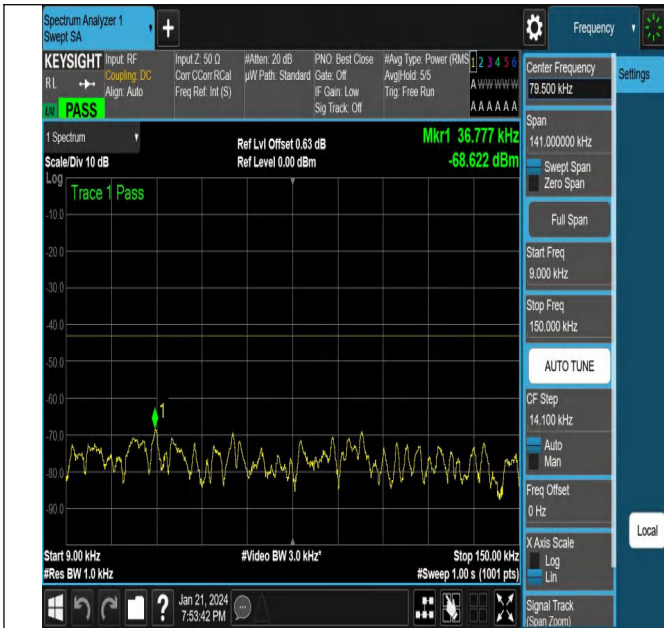 Spectrum Analyzer 1
Swept SA
+
Frequency
KEYSIGHT
RL
LXI
PASS
Input: RF
Coupling: DC
Align: Auto
Input Z: 50 Ω
Corr CCorr RCal
Freq Ref: Int (S)
#Atten: 20 dB
µW Path: Standard
PNO: Best Close
Gate: Off
IF Gain: Low
Sig Track: Off
#Avg Type: Power (RMS
Avg|Hold: 5/5
Trig: Free Run
1 2 3 4 5 6
A W W W W W
A A A A A A
1 Spectrum
Scale/Div 10 dB
Ref Lvl Offset 0.63 dB
Ref Level 0.00 dBm
Mkr1 36.777 kHz
-68.622 dBm
Log
Trace 1 Pass
-10.0
-20.0
-30.0
-40.0
-50.0
-60.0
-70.0
-80.0
-90.0
1
Start 9.00 kHz
#Res BW 1.0 kHz
#Video BW 3.0 kHz*
Stop 150.00 kHz
#Sweep 1.00 s (1001 pts)
Center Frequency
79.500 kHz
Settings
Span
141.000000 kHz
Swept Span
Zero Span
Full Span
Start Freq
9.000 kHz
Stop Freq
150.000 kHz
AUTO TUNE
CF Step
14.100 kHz
Auto
Man
Freq Offset
0 Hz
X Axis Scale
Log
Lin
Local
Signal Track
(Span Zoom)
?
Jan 21, 2024
7:53:42 PM